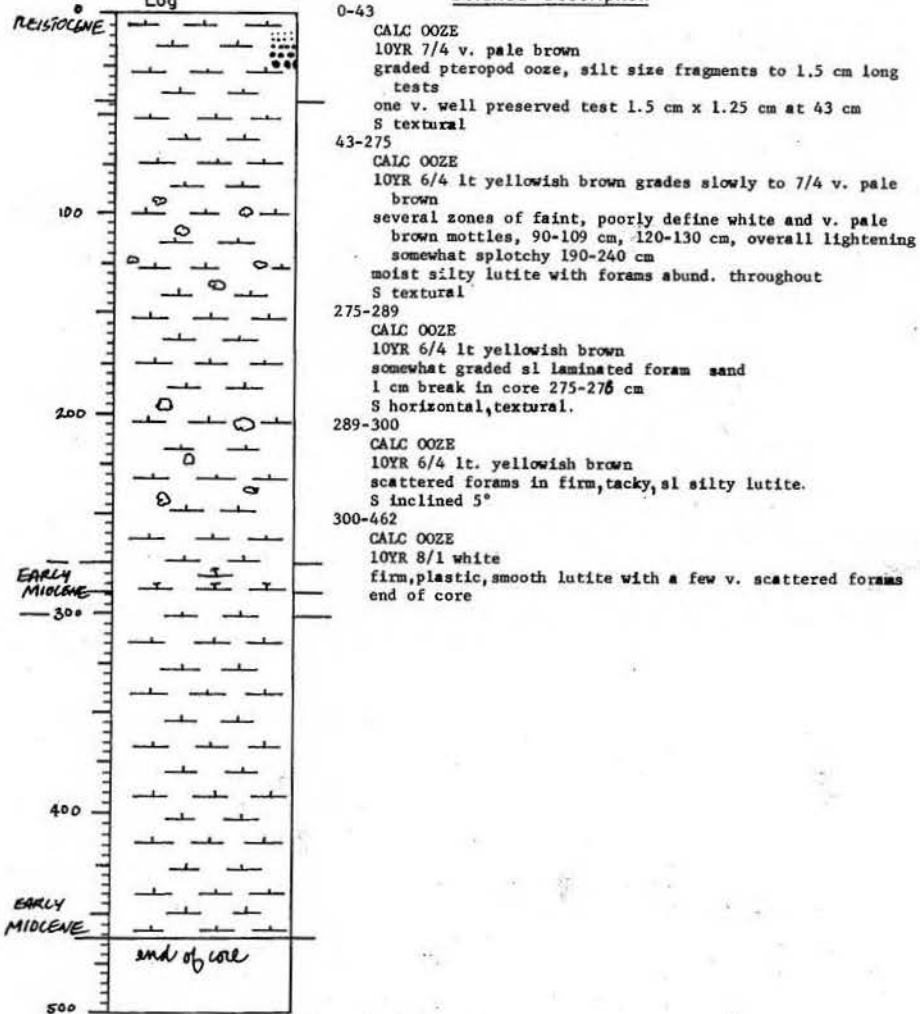 Log
0
PLEISTOCENE
100
200
EARLY
MIOCENE
300
400
EARLY
MIOCENE
end of core
500
0-43
CALC OOZE
10YR 7/4 v. pale brown
graded pteropod ooze, silt size fragments to 1.5 cm long
tests
one v. well preserved test 1.5 cm x 1.25 cm at 43 cm
S textural
43-275
CALC OOZE
10YR 6/4 lt yellowish brown grades slowly to 7/4 v. pale
brown
several zones of faint, poorly define white and v. pale
brown mottles, 90-109 cm, 120-130 cm, overall lightening
somewhat splotchy 190-240 cm
moist silty lutite with forams abund. throughout
S textural
275-289
CALC OOZE
10YR 6/4 lt yellowish brown
somewhat graded sl laminated foram sand
1 cm break in core 275-276 cm
S horizontal,textural.
289-300
CALC OOZE
10YR 6/4 lt. yellowish brown
scattered forams in firm,tacky,sl silty lutite.
S inclined 5°
300-462
CALC OOZE
10YR 8/1 white
firm,plastic,smooth lutite with a few v. scattered forams
end of core